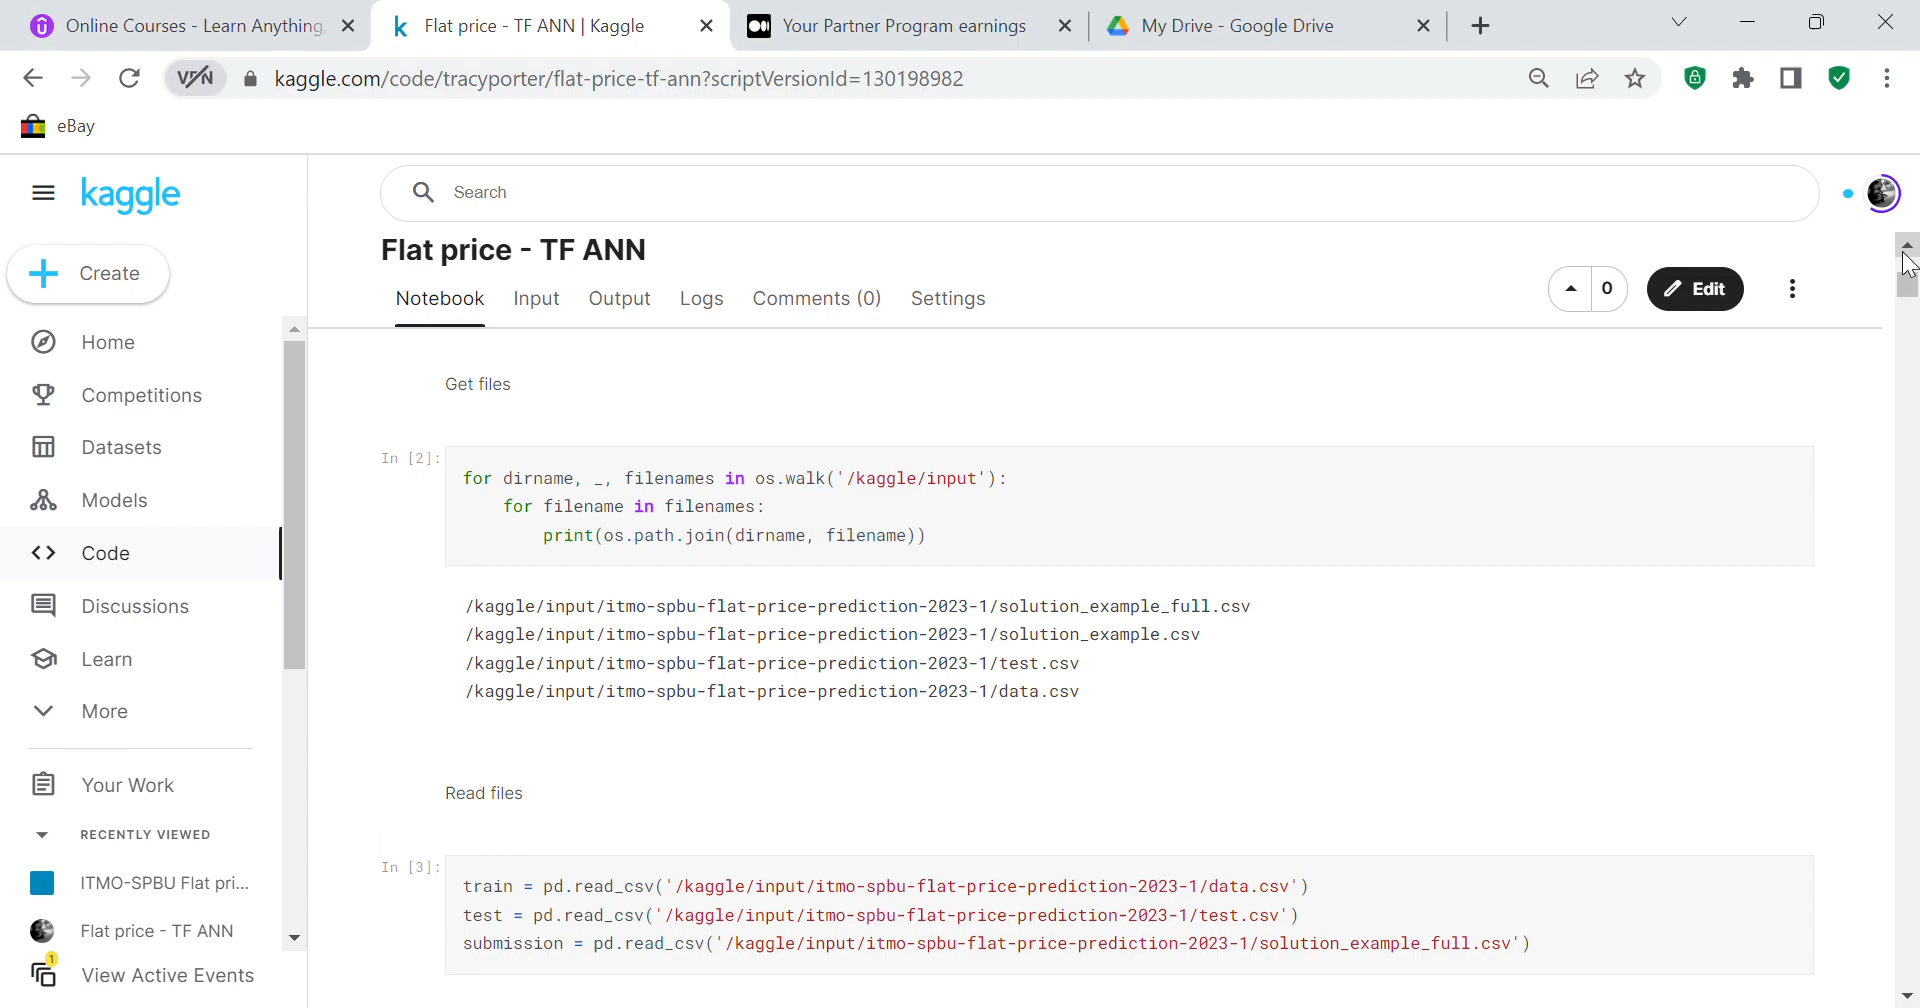 Online Courses - Learn Anything,
Flat price - TF ANN | Kaggle
Your Partner Program earnings
My Drive - Google Drive
VPN
kaggle.com/code/tracyporter/flat-price-tf-ann?scriptVersionId=130198982
eBay
kaggle
Search
Flat price - TF ANN
Create
Notebook Input Output Logs Comments (0) Settings
0
Edit
Home
Competitions
Datasets
Models
Code
Discussions
Learn
More
Your Work
RECENTLY VIEWED
ITMO-SPBU Flat pri...
Flat price - TF ANN
1
View Active Events
Get files
In [2]:
for dirname, _, filenames in os.walk('/kaggle/input'):
    for filename in filenames:
        print(os.path.join(dirname, filename))
/kaggle/input/itmo-spbu-flat-price-prediction-2023-1/solution_example_full.csv
/kaggle/input/itmo-spbu-flat-price-prediction-2023-1/solution_example.csv
/kaggle/input/itmo-spbu-flat-price-prediction-2023-1/test.csv
/kaggle/input/itmo-spbu-flat-price-prediction-2023-1/data.csv
Read files
In [3]:
train = pd.read_csv('/kaggle/input/itmo-spbu-flat-price-prediction-2023-1/data.csv')
test = pd.read_csv('/kaggle/input/itmo-spbu-flat-price-prediction-2023-1/test.csv')
submission = pd.read_csv('/kaggle/input/itmo-spbu-flat-price-prediction-2023-1/solution_example_full.csv')